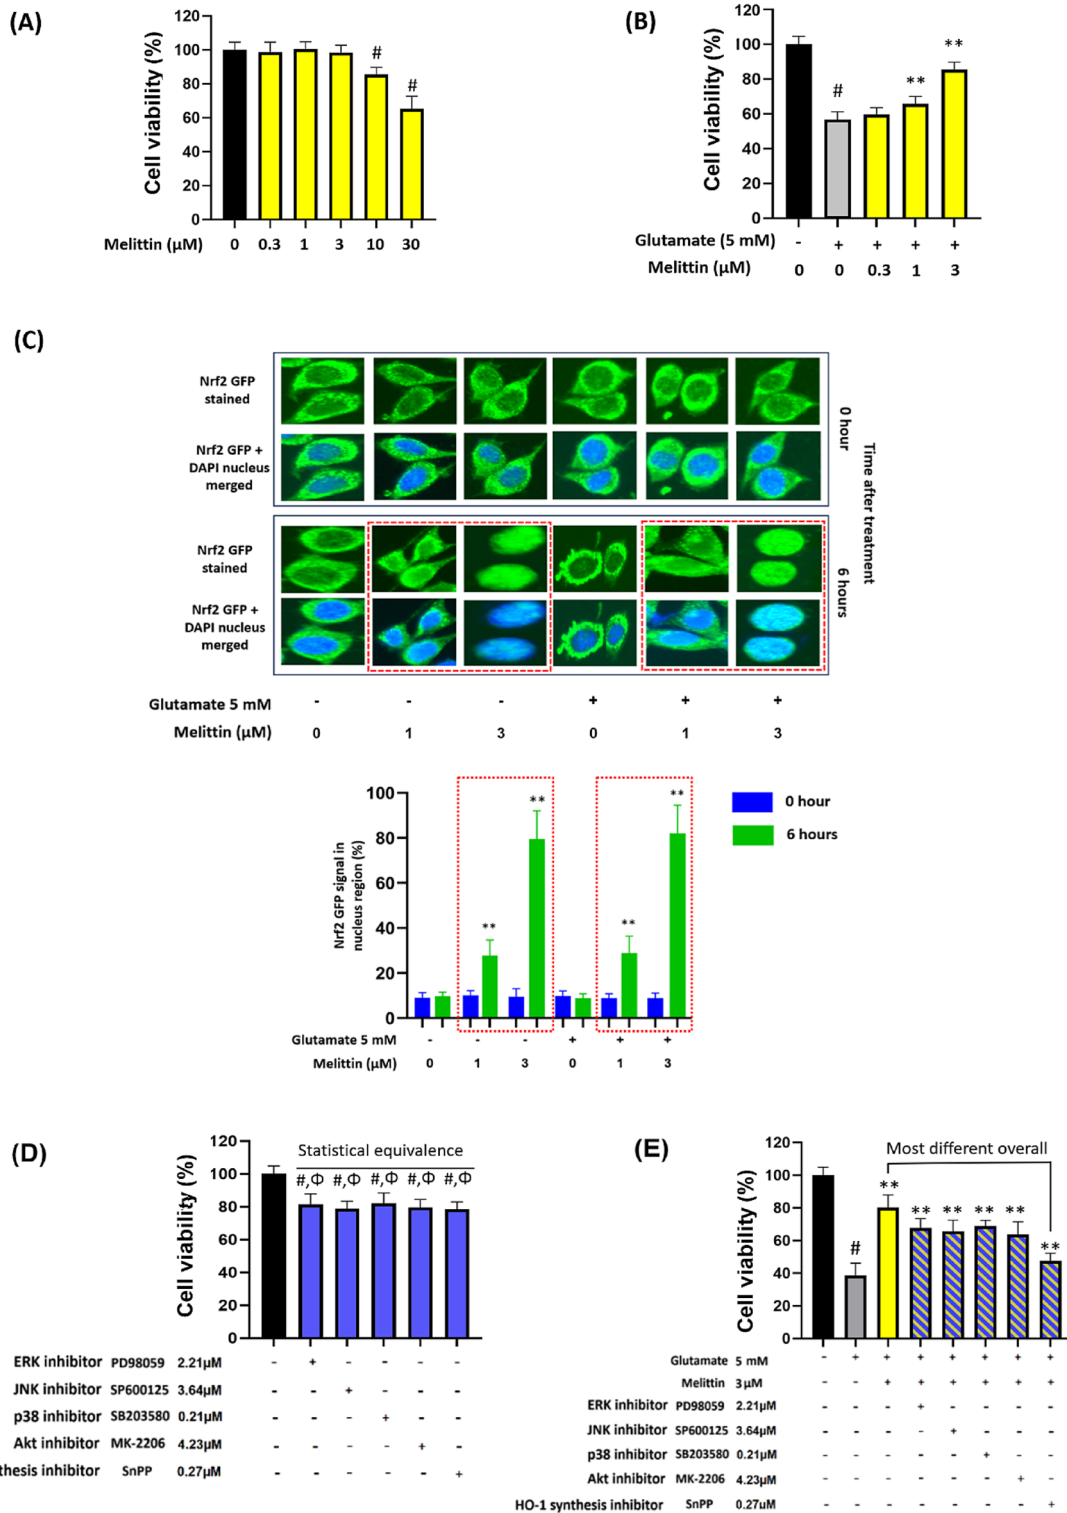 (A)
Cell viability (%)
120
100
80
60
40
20
0
# #
Melittin (μM) 0 0.3 1 3 10 30
(B)
Cell viability (%)
120
100
80
60
40
20
0
# ** **
Glutamate (5 mM) - + + + +
Melittin (μM) 0 0 0.3 1 3
(C)
Nrf2 GFP
stained
Nrf2 GFP +
DAPI nucleus
merged
0 hour
Nrf2 GFP
stained
Nrf2 GFP +
DAPI nucleus
merged
6 hours
Time after treatment
Glutamate 5 mM - - - + + +
Melittin (μM) 0 1 3 0 1 3
Nrf2 GFP signal in
nucleus region (%)
100
80
60
40
20
0
** ** ** **
0 hour
6 hours
Glutamate 5 mM - - - + + +
Melittin (μM) 0 1 3 0 1 3
(D)
Cell viability (%)
120
100
80
60
40
20
0
Statistical equivalence
#,Φ #,Φ #,Φ #,Φ #,Φ
ERK inhibitor PD98059 2.21μM - + - - - -
JNK inhibitor SP600125 3.64μM - - + - - -
p38 inhibitor SB203580 0.21μM - - - + - -
Akt inhibitor MK-2206 4.23μM - - - - + -
thesis inhibitor SnPP 0.27μM - - - - - +
(E)
Cell viability (%)
120
100
80
60
40
20
0
Most different overall
# ** ** ** ** ** **
Glutamate 5 mM - + + + + + + +
Melittin 3μM - - + + + + + +
ERK inhibitor PD98059 2.21μM - - - + - - - -
JNK inhibitor SP600125 3.64μM - - - - + - - -
p38 inhibitor SB203580 0.21μM - - - - - + - -
Akt inhibitor MK-2206 4.23μM - - - - - - + -
HO-1 synthesis inhibitor SnPP 0.27uM - - - - - - - +